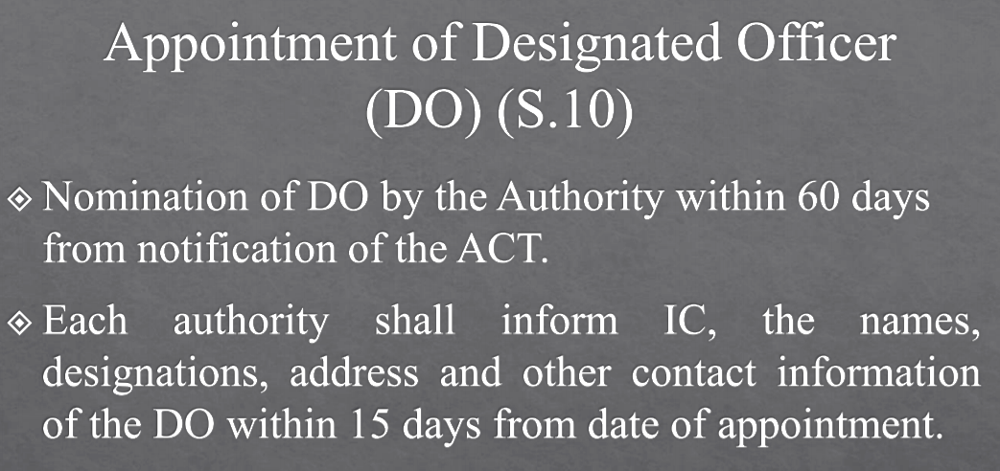 Appointment of Designated Officer
(DO) (S.10)
Nomination of DO by the Authority within 60 days
from notification of the ACT.
Each authority shall inform IC, the names,
designations, address and other contact information
of the DO within 15 days from date of appointment.